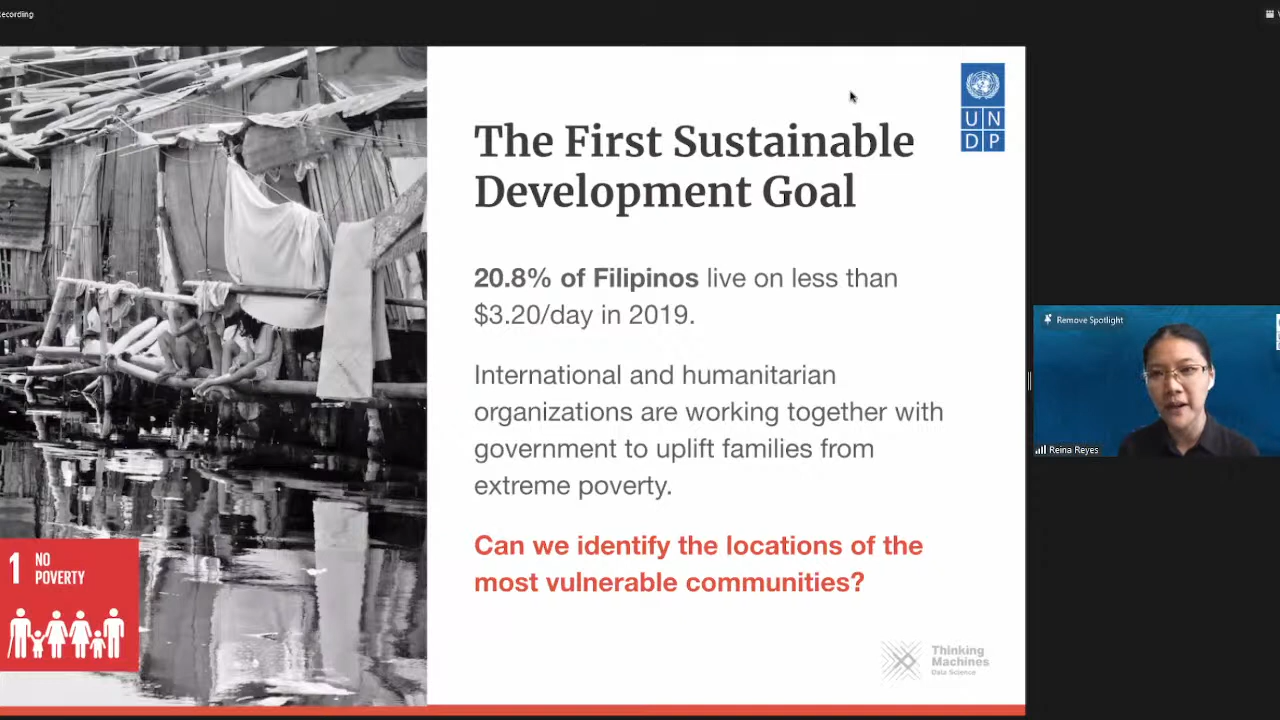 The First Sustainable
Development Goal
UN
DP
20.8% of Filipinos live on less than
$3.20/day in 2019.
International and humanitarian
organizations are working together with
government to uplift families from
extreme poverty.
Can we identify the locations of the
most vulnerable communities?
1 NO
POVERTY
Thinking
Machines
Data Science
Remove Spotlight
Reina Reyes